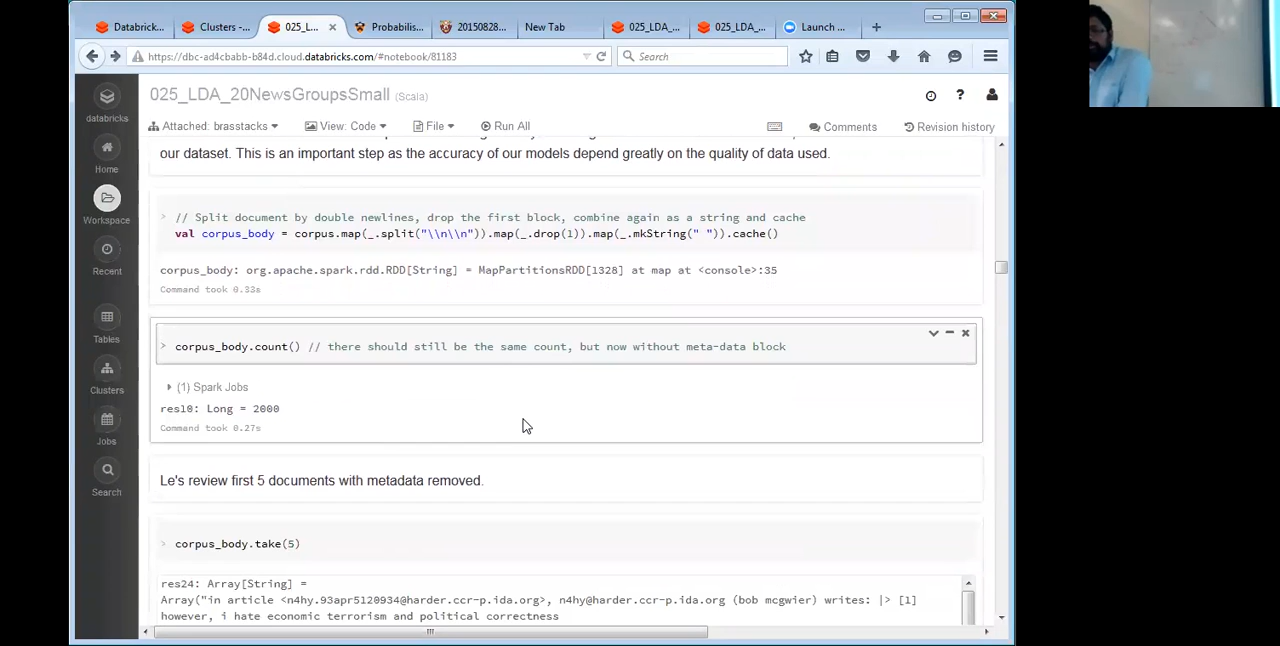 Databrick...
Clusters -...
025_L...
Probabilis...
20150828...
New Tab
025_LDA_...
025_LDA_...
Launch ...
https://dbc-ad4cbabb-b84d.cloud.databricks.com/#notebook/81183
Search
databricks
Home
Workspace
Recent
Tables
Clusters
Jobs
Search
025_LDA_20NewsGroupsSmall (Scala)
Attached: brasstacks
View: Code
File
Run All
Comments
Revision history
our dataset. This is an important step as the accuracy of our models depend greatly on the quality of data used.
> // Split document by double newlines, drop the first block, combine again as a string and cache
val corpus_body = corpus.map(_.split("\\n\\n")).map(_.drop(1)).map(_.mkString(" ")).cache()
corpus_body: org.apache.spark.rdd.RDD[String] = MapPartitionsRDD[1328] at map at <console>:35
Command took 0.33s
> corpus_body.count() // there should still be the same count, but now without meta-data block
(1) Spark Jobs
res10: Long = 2000
Command took 0.27s
Le's review first 5 documents with metadata removed.
> corpus_body.take(5)
res24: Array[String] =
Array("in article <n4hy.93apr5120934@harder.ccr-p.ida.org>, n4hy@harder.ccr-p.ida.org (bob mcgwier) writes: |> [1]
however, i hate economic terrorism and political correctness